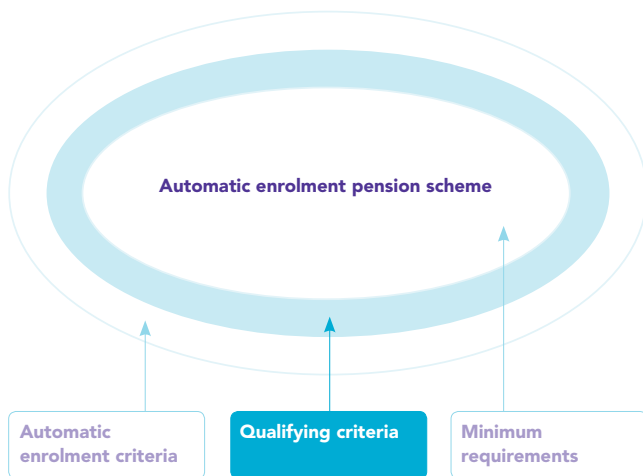 Automatic enrolment pension scheme
Automatic
enrolment criteria
Qualifying criteria
Minimum
requirements